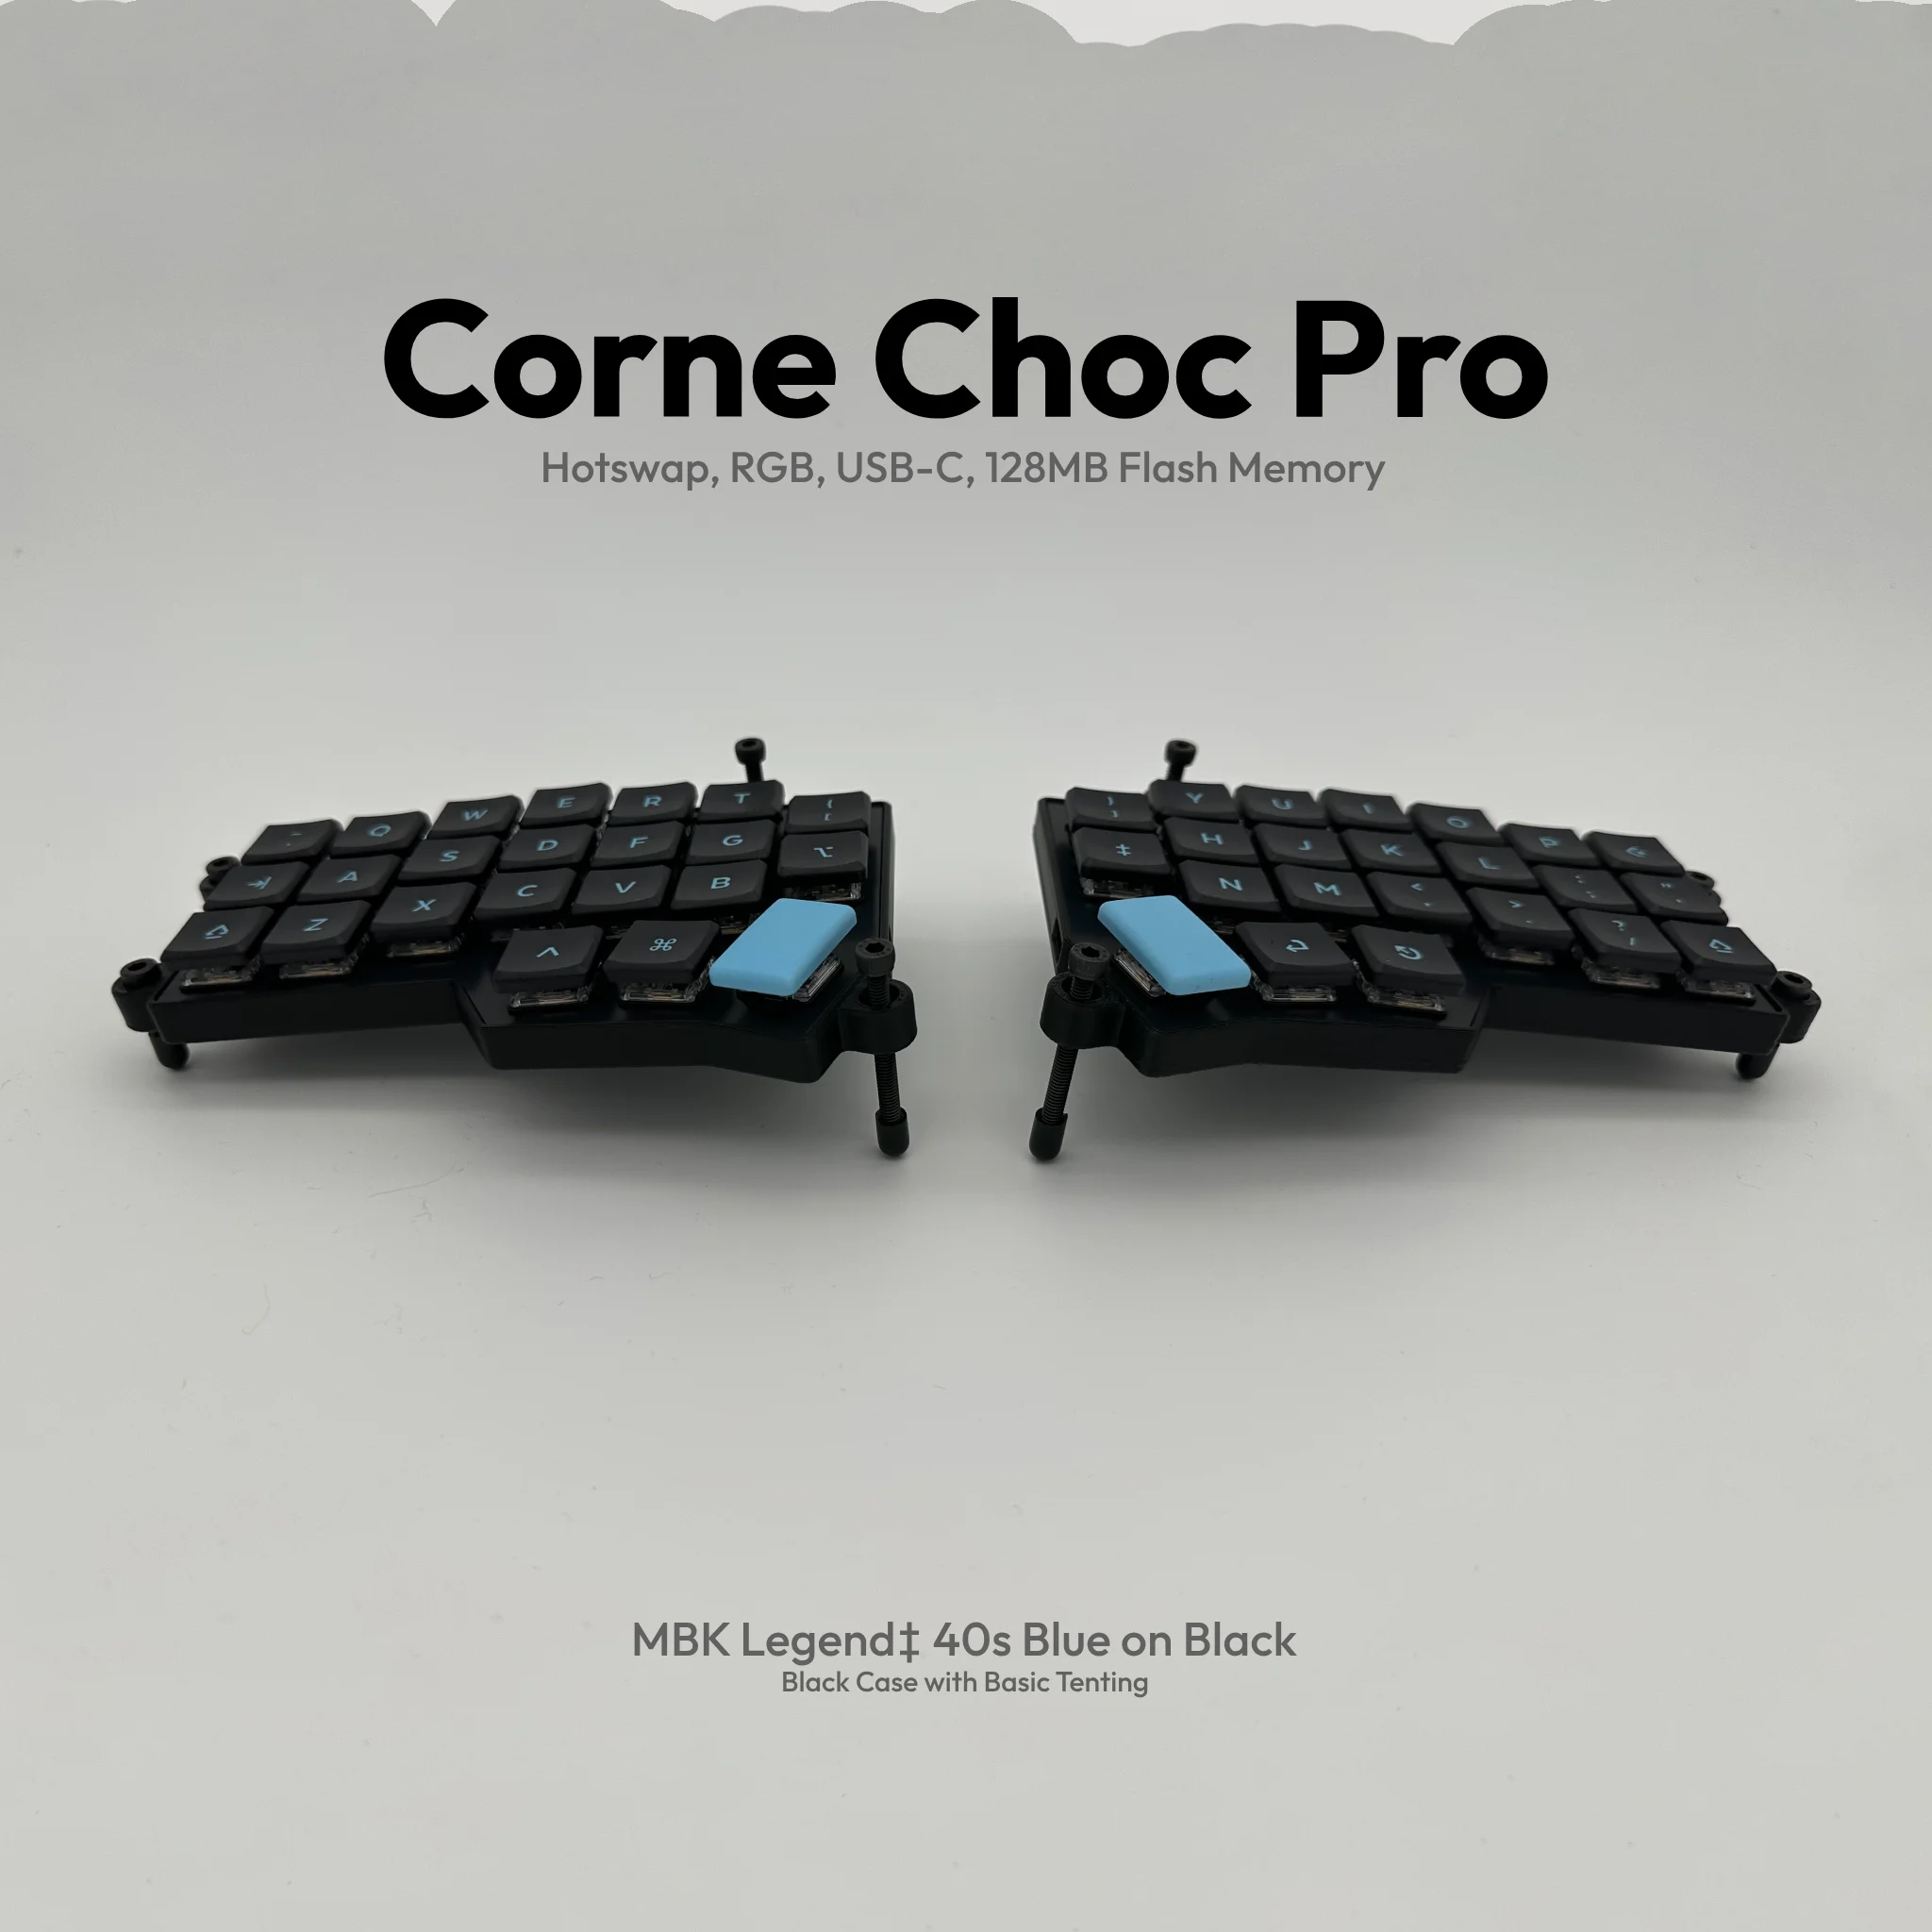 Corne Choc Pro
Hotswap, RGB, USB-C, 128MB Flash Memory
Q W E R T { [
A S D F G ⌥
Z X C V B
^ ⌘
} ] Y U I O P
‡ H J K L : ; " '
N M < , > . ? /
MBK Legend‡ 40s Blue on Black
Black Case with Basic Tenting